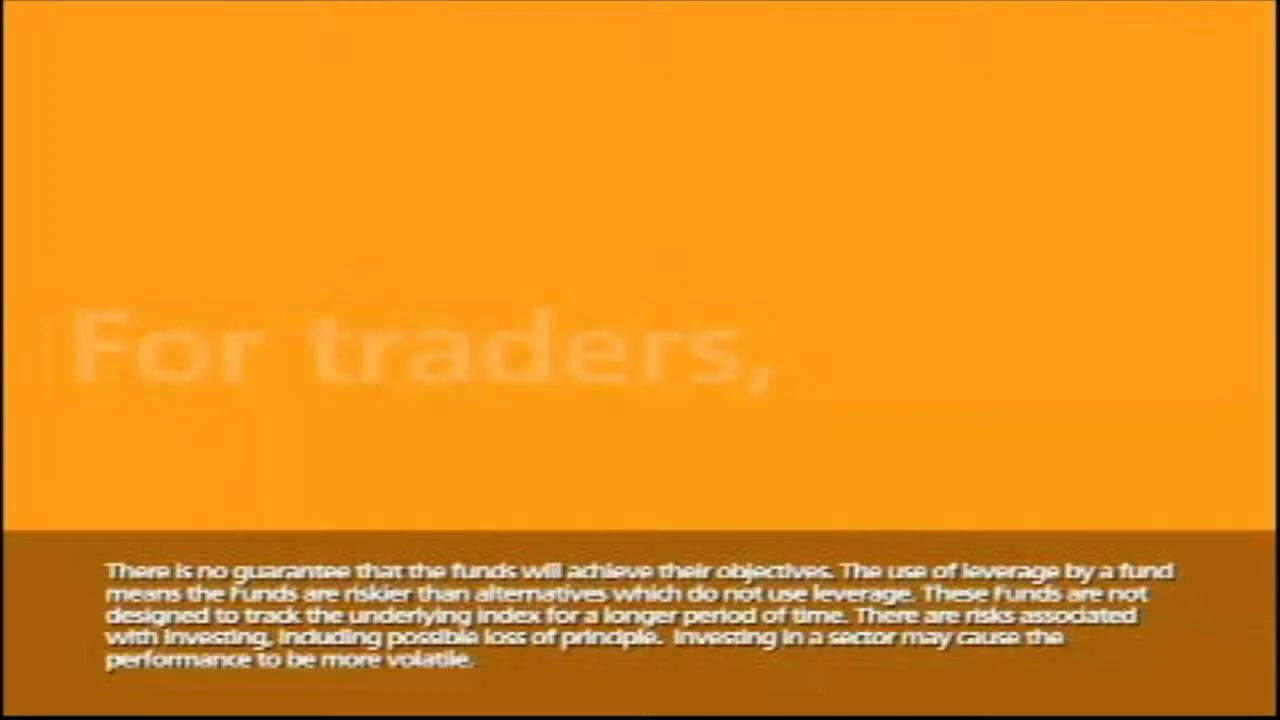 For traders,
There is no guarantee that the funds will achieve their objectives. The use of leverage by a fund
means the Funds are riskier than alternatives which do not use leverage. These Funds are not
designed to track the underlying index for a longer period of time. There are risks associated
with investing, including possible loss of principle. Investing in a sector may cause the
performance to be more volatile.